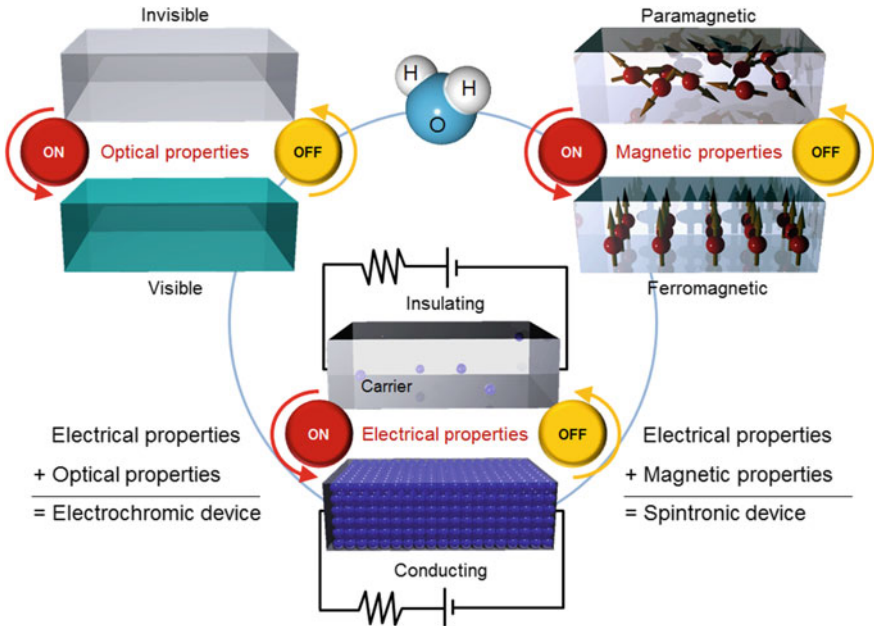 Invisible
Paramagnetic
H
H
O
ON
Optical properties
OFF
ON
Magnetic properties
OFF
Visible
Ferromagnetic
Insulating
Carrier
ON
Electrical properties
OFF
Electrical properties
+ Optical properties
= Electrochromic device
Electrical properties
+ Magnetic properties
= Spintronic device
Conducting